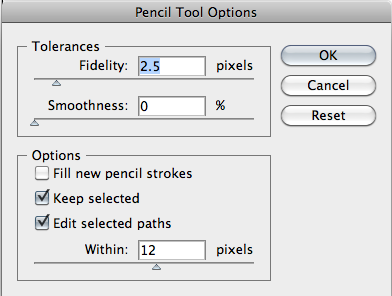 Pencil Tool Options
Tolerances
Fidelity: 2.5 pixels
Smoothness: 0 %
OK
Cancel
Reset
Options
Fill new pencil strokes
Keep selected
Edit selected paths
Within: 12 pixels